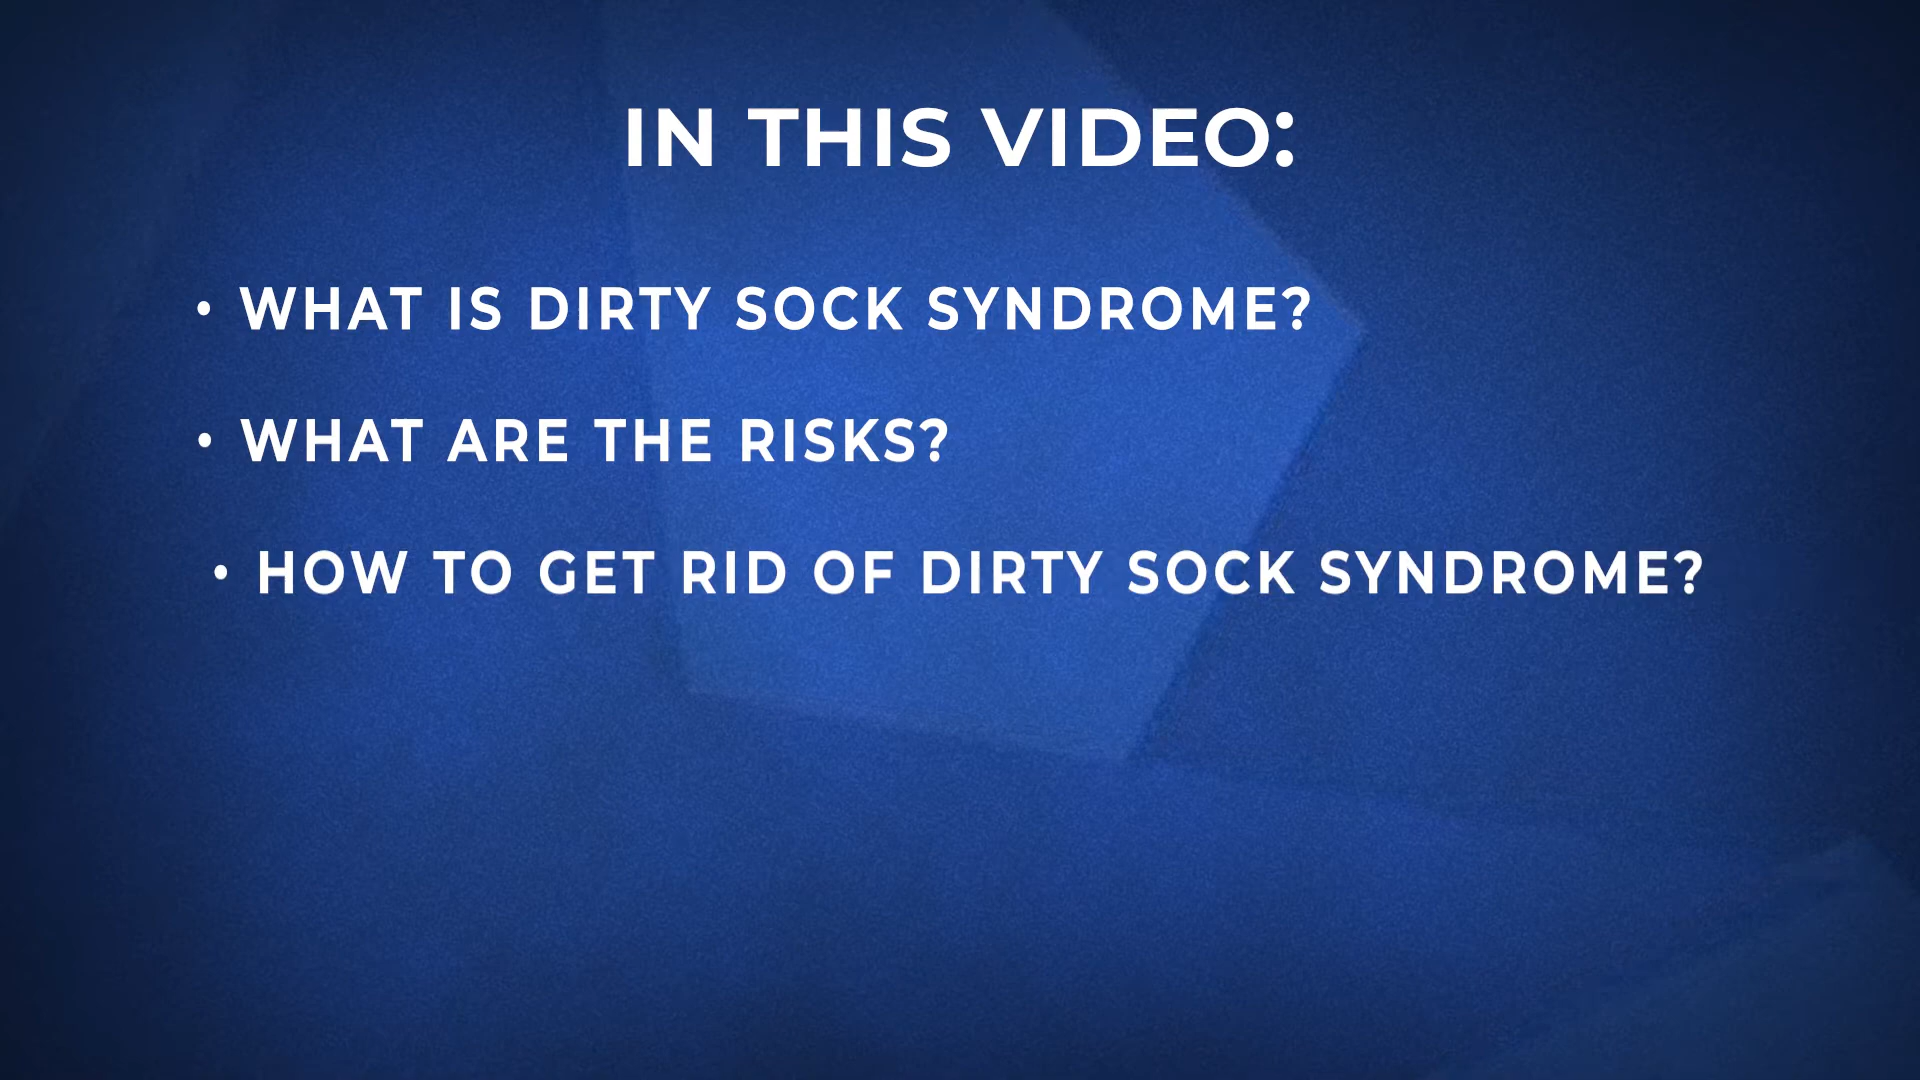 IN THIS VIDEO:
• WHAT IS DIRTY SOCK SYNDROME?
• WHAT ARE THE RISKS?
• HOW TO GET RID OF DIRTY SOCK SYNDROME?